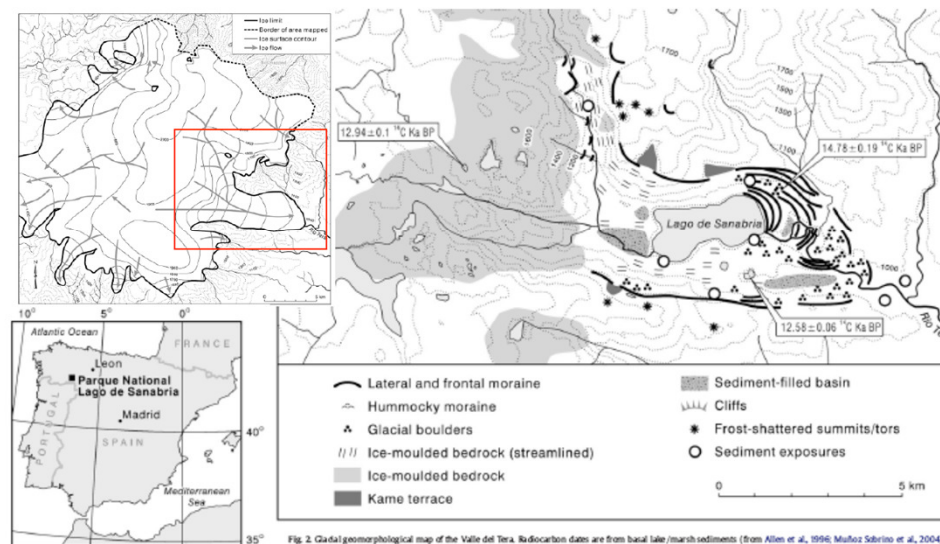 Ice limit
Border of area mapped
Ice surface contour
Ice flow
5 km
10°
5°
0°
Atlantic Ocean
FRANCE
Leon
Parque National
Lago de Sanabria
PORTUGAL
Madrid
SPAIN
40°
Mediterranean
Sea
35°
1700
12.94±0.1 ¹⁴C Ka BP
1600
1400
1700
1500
1300
1100
14.78±0.19 ¹⁴C Ka BP
Lago de Sanabria
1000
12.58±0.06 ¹⁴C Ka BP
Lateral and frontal moraine
Hummocky moraine
Glacial boulders
Ice-moulded bedrock (streamlined)
Ice-moulded bedrock
Kame terrace
Sediment-filled basin
Cliffs
Frost-shattered summits/tors
Sediment exposures
0
5 km
Fig. 2. Glacial geomorphological map of the Valle del Tera. Radiocarbon dates are from basal lake/marsh sediments (from Allen et al., 1996; Muñoz Sobrino et al., 2004